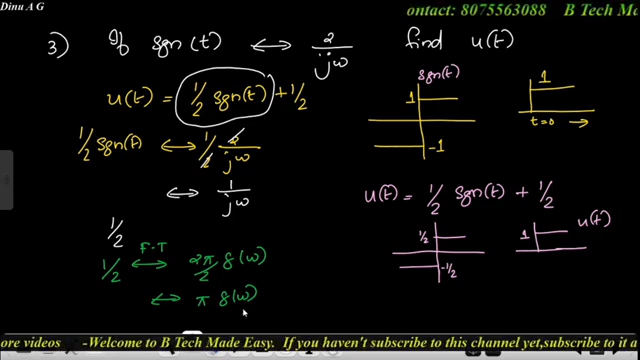 Dinu A G
ontact: 8075563088 B Tech Made
3) If sgn(t) ⟷ 2/jω find u(t)
u(t) = 1/2 sgn(t) + 1/2
1/2 sgn(t) ⟷ 1/2 2/jω
⟷ 1/jω
1/2
1/2 F.T ⟷ 2π/2 δ(ω)
⟷ π δ(ω)
sgn(t)
1
-1
1
t=0 →
u(t) = 1/2 sgn(t) + 1/2
1/2
-1/2
1
u(t)
ore videos -Welcome to B Tech Made Easy. If you haven't subscribe to this channel yet,subscribe to it a